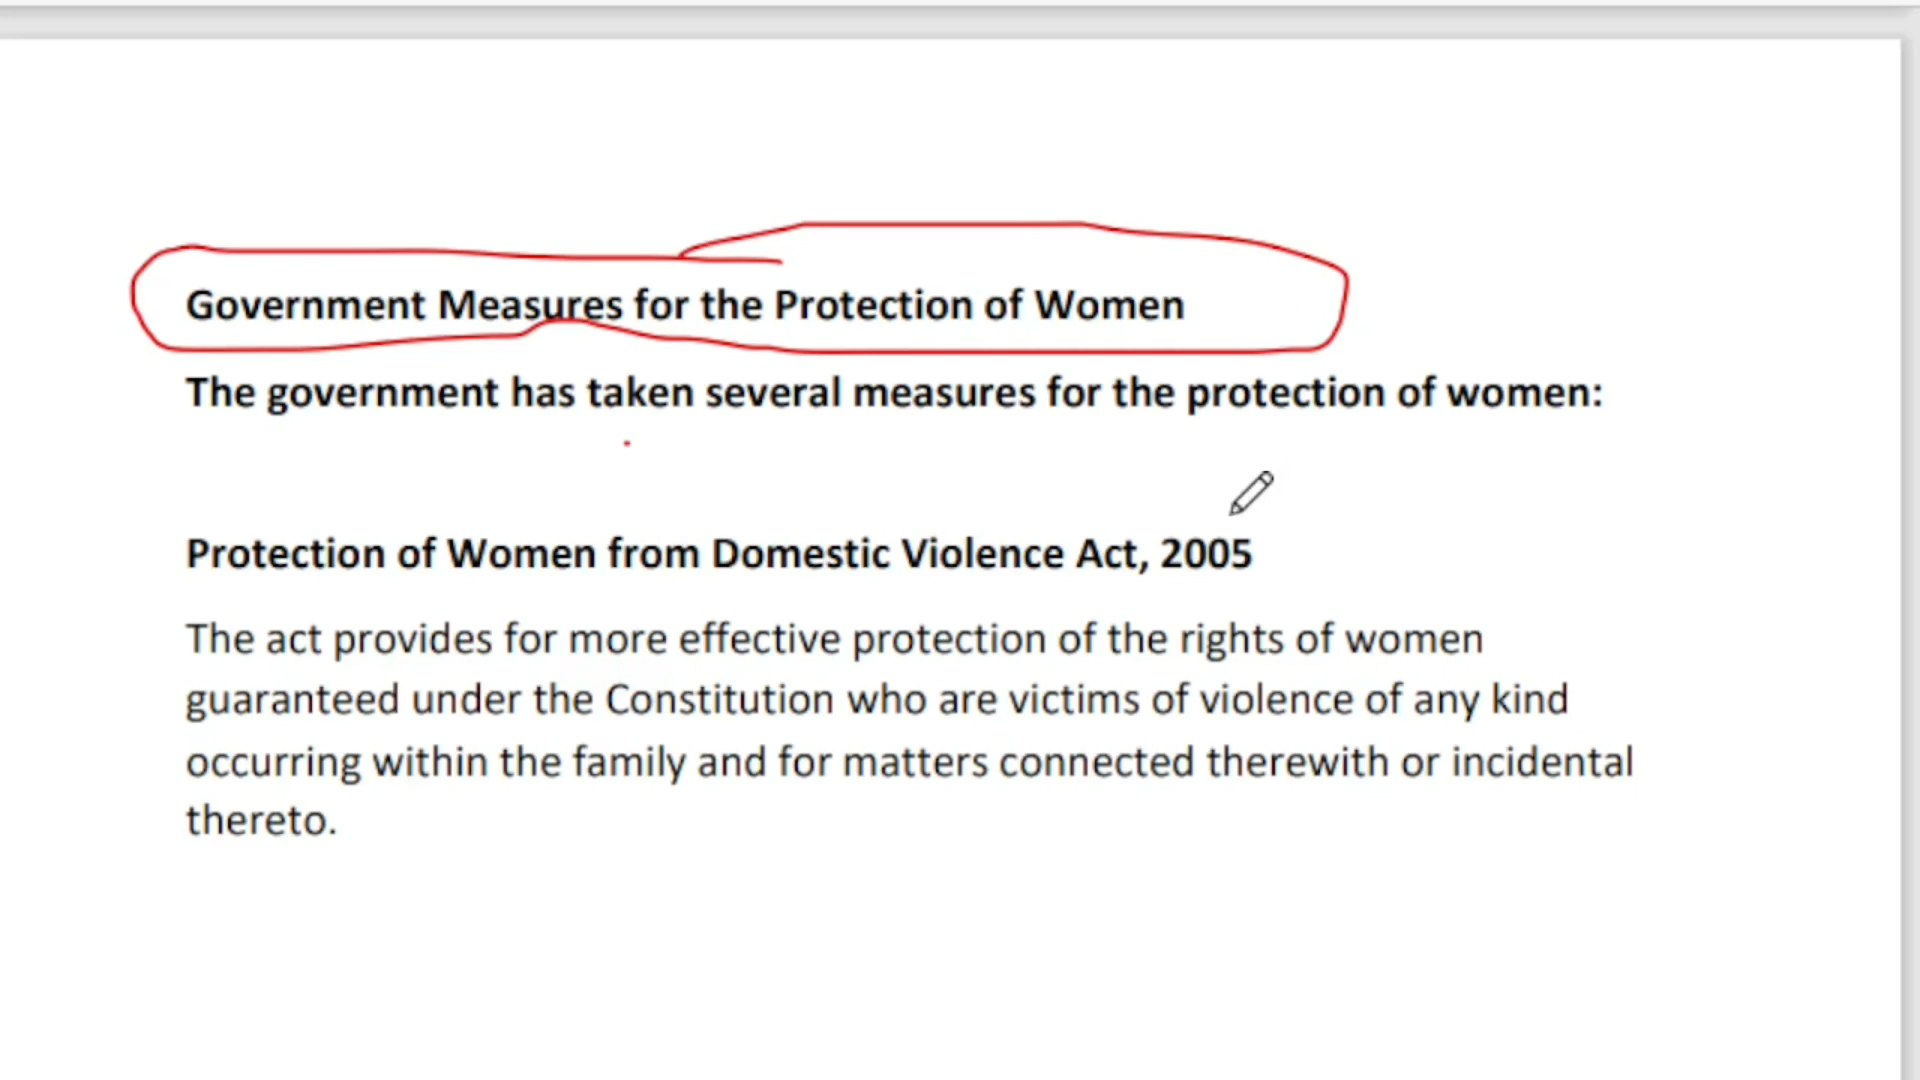 Government Measures for the Protection of Women
The government has taken several measures for the protection of women:
Protection of Women from Domestic Violence Act, 2005
The act provides for more effective protection of the rights of women
guaranteed under the Constitution who are victims of violence of any kind
occurring within the family and for matters connected therewith or incidental
thereto.